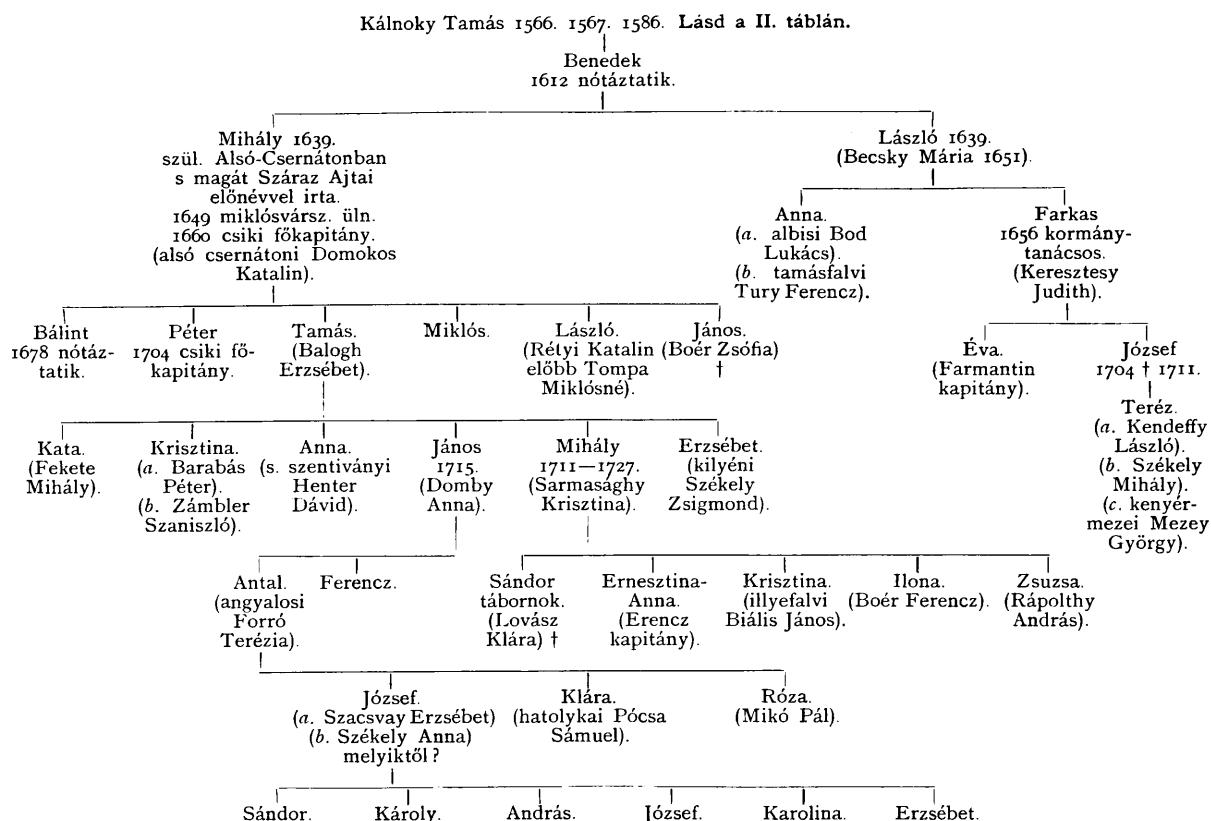 Kálnoky Tamás 1566. 1567. 1586. Lásd a II. táblán.
Benedek
1612 nótáztatik.
Mihály 1639.
szül. Alsó-Csernátonban
s magát Száraz Ajtai
előnévvel irta.
1649 miklósvársz. üln.
1660 csiki főkapitány.
(alsó csernátoni Domokos
Katalin).
László 1639.
(Becsky Mária 1651).
Anna.
(a. albisi Bod
Lukács).
(b. tamásfalvi
Tury Ferencz).
Farkas
1656 kormány-
tanácsos.
(Keresztesy
Judith).
Bálint
1678 nótáz-
tatik.
Péter
1704 csiki fő-
kapitány.
Tamás.
(Balogh
Erzsébet).
Miklós.
László.
(Rétyi Katalin
előbb Tompa
Miklósné).
János.
(Boér Zsófia)
†
Éva.
(Farmantin
kapitány).
József
1704 † 1711.
Teréz.
(a. Kendeffy
László).
(b. Székely
Mihály).
(c. kenyér-
mezei Mezey
György).
Kata.
(Fekete
Mihály).
Krisztina.
(a. Barabás
Péter).
(b. Zámbler
Szaniszló).
Anna.
(s. szentiványi
Henter
Dávid).
János
1715.
(Domby
Anna).
Mihály
1711—1727.
(Sarmasághy
Krisztina).
Erzsébet.
(kilyéni
Székely
Zsigmond).
Antal.
(angyalosi
Forró
Terézia).
Ferencz.
Sándor
tábornok.
(Lovász
Klára) †
Ernesztina-
Anna.
(Erencz
kapitány).
Krisztina.
(illyefalvi
Biális János).
Ilona.
(Boér Ferencz).
Zsuzsa.
(Rápolthy
András).
József.
(a. Szacsvay Erzsébet)
(b. Székely Anna)
melyiktől?
Klára.
(hatolykai Pócsa
Sámuel).
Róza.
(Mikó Pál).
Sándor. Károly. András. József. Karolina. Erzsébet.